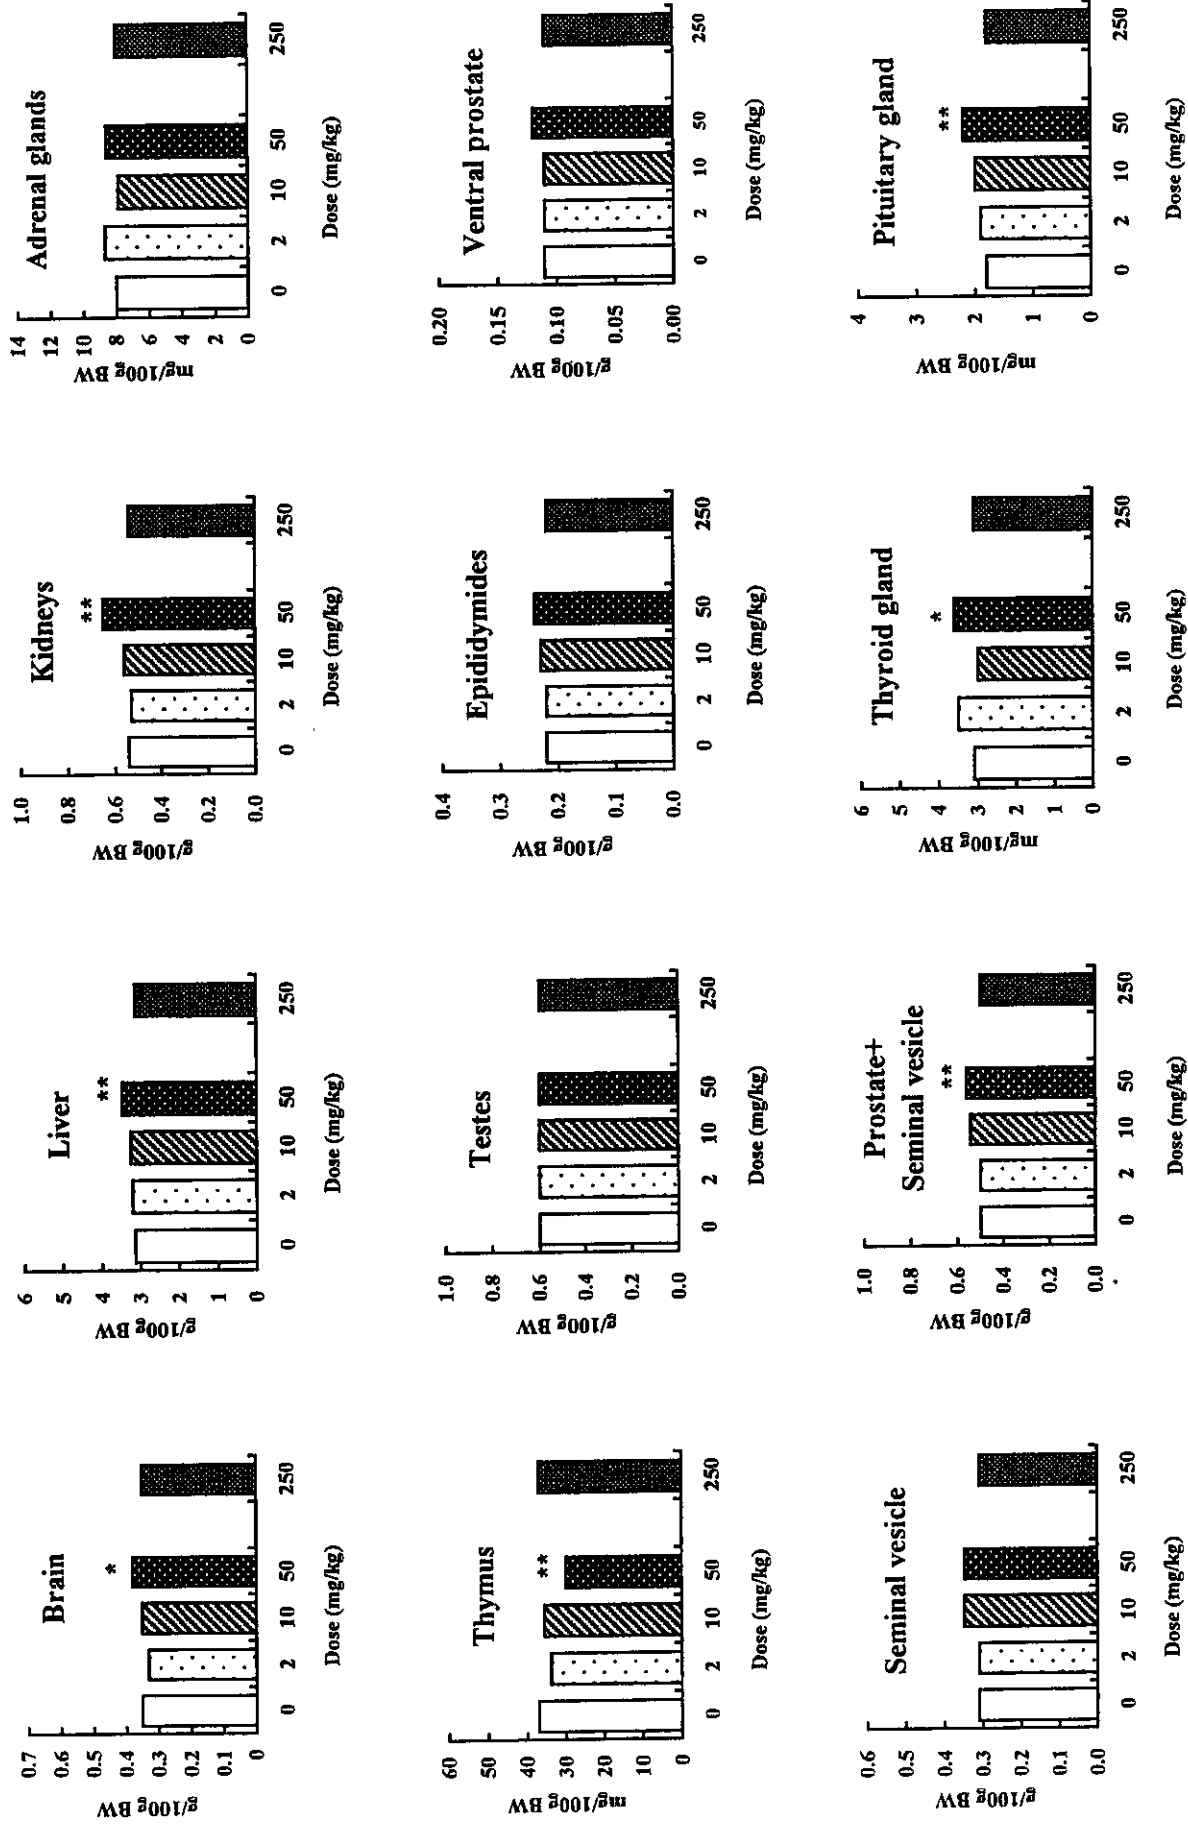 Brain
0.7
0.6
0.5
0.4
0.3
0.2
0.1
0
g/100g BW
*
0 2 10 50 250
Dose (mg/kg)
Liver
6
5
4
3
2
1
0
g/100g BW
**
0 2 10 50 250
Dose (mg/kg)
Kidneys
1.0
0.8
0.6
0.4
0.2
0.0
g/100g BW
**
0 2 10 50 250
Dose (mg/kg)
Adrenal glands
14
12
10
8
6
4
2
0
mg/100g BW
0 2 10 50 250
Dose (mg/kg)
Thymus
60
50
40
30
20
10
0
mg/100g BW
**
0 2 10 50 250
Dose (mg/kg)
Testes
1.0
0.8
0.6
0.4
0.2
0.0
g/100g BW
0 2 10 50 250
Dose (mg/kg)
Epididymides
0.4
0.3
0.2
0.1
0.0
g/100g BW
0 2 10 50 250
Dose (mg/kg)
Ventral prostate
0.20
0.15
0.10
0.05
0.00
g/100g BW
0 2 10 50 250
Dose (mg/kg)
Seminal vesicle
0.6
0.5
0.4
0.3
0.2
0.1
0.0
g/100g BW
0 2 10 50 250
Dose (mg/kg)
Prostate+
Seminal vesicle
1.0
0.8
0.6
0.4
0.2
0.0
g/100g BW
**
0 2 10 50 250
Dose (mg/kg)
Thyroid gland
6
5
4
3
2
1
0
mg/100g BW
*
0 2 10 50 250
Dose (mg/kg)
Pituitary gland
4
3
2
1
0
mg/100g BW
**
0 2 10 50 250
Dose (mg/kg)